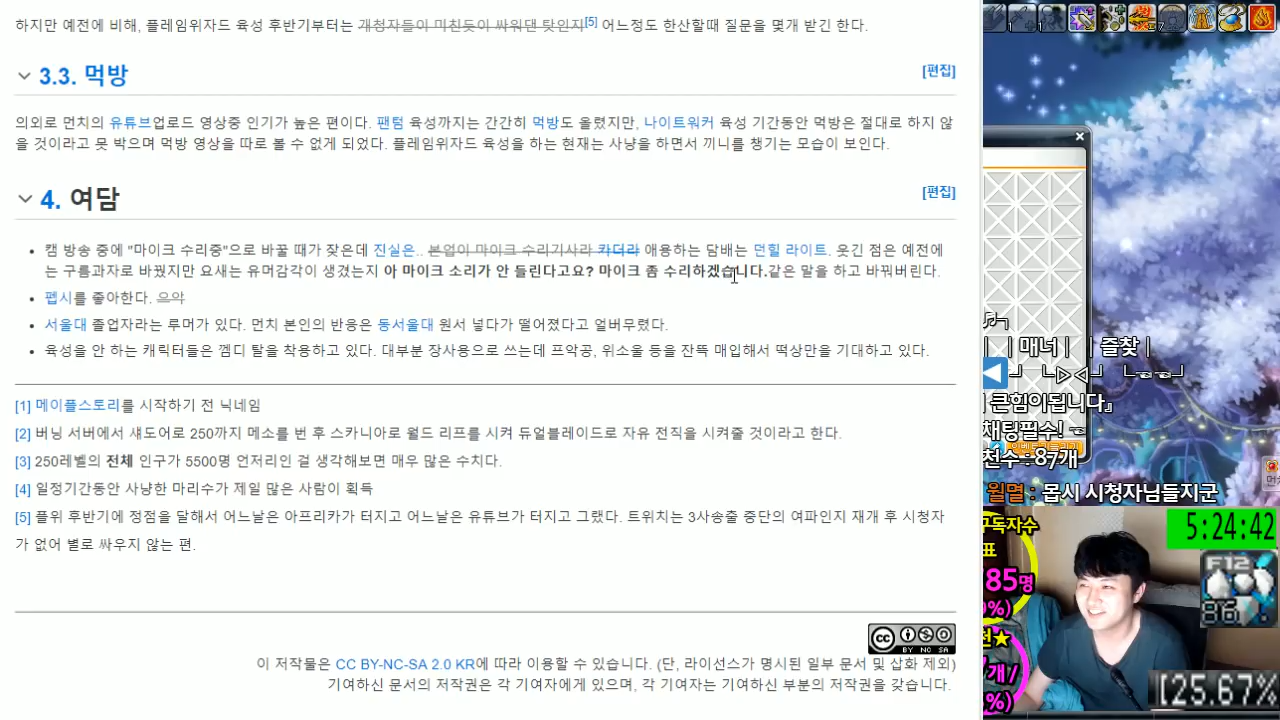 하지만 예전에 비해, 플레임위자드 육성 후반기부터는 개청자들이 미친듯이 싸워댄 탓인지[5] 어느정도 한산할때 질문을 몇개 받긴 한다.
3.3. 먹방
[편집]
의외로 먼치의 유튜브업로드 영상중 인기가 높은 편이다. 팬텀 육성까지는 간간히 먹방도 올렸지만, 나이트워커 육성 기간동안 먹방은 절대로 하지 않
을 것이라고 못 박으며 먹방 영상을 따로 볼 수 없게 되었다. 플레임위자드 육성을 하는 현재는 사냥을 하면서 끼니를 챙기는 모습이 보인다.
4. 여담
[편집]
캠 방송 중에 "마이크 수리중"으로 바꿀 때가 잦은데 진실은.. 본업이 마이크 수리기사라 카더라 애용하는 담배는 던힐 라이트. 웃긴 점은 예전에
는 구름과자로 바꿨지만 요새는 유머감각이 생겼는지 아 마이크 소리가 안 들린다고요? 마이크 좀 수리하겠습니다.같은 말을 하고 바꿔버린다.
펩시를 좋아한다. 으악
서울대 졸업자라는 루머가 있다. 먼치 본인의 반응은 동서울대 원서 넣다가 떨어졌다고 얼버무렸다.
육성을 안 하는 캐릭터들은 껨디 탈을 착용하고 있다. 대부분 장사용으로 쓰는데 프악공, 위소울 등을 잔뜩 매입해서 떡상만을 기대하고 있다.
[1] 메이플스토리를 시작하기 전 닉네임
[2] 버닝 서버에서 섀도어로 250까지 메소를 번 후 스카니아로 월드 리프를 시켜 듀얼블레이드로 자유 전직을 시켜줄 것이라고 한다.
[3] 250레벨의 전체 인구가 5500명 언저리인 걸 생각해보면 매우 많은 수치다.
[4] 일정기간동안 사냥한 마리수가 제일 많은 사람이 획득
[5] 플위 후반기에 정점을 달해서 어느날은 아프리카가 터지고 어느날은 유튜브가 터지고 그랬다. 트위치는 3사송출 중단의 여파인지 재개 후 시청자
가 없어 별로 싸우지 않는 편.
CC BY NC SA
이 저작물은 CC BY-NC-SA 2.0 KR에 따라 이용할 수 있습니다. (단, 라이선스가 명시된 일부 문서 및 삽화 제외)
기여하신 문서의 저작권은 각 기여자에게 있으며, 각 기여자는 기여하신 부분의 저작권을 갖습니다.
| | 매너 | | 즐찾 |
큰힘이됩니다』
채팅필수!
천수 : 87개
월멸 : 몹시 시청자님들지군
구독자수
표
85명
5:24:42
F12
86
개/
[25.67%